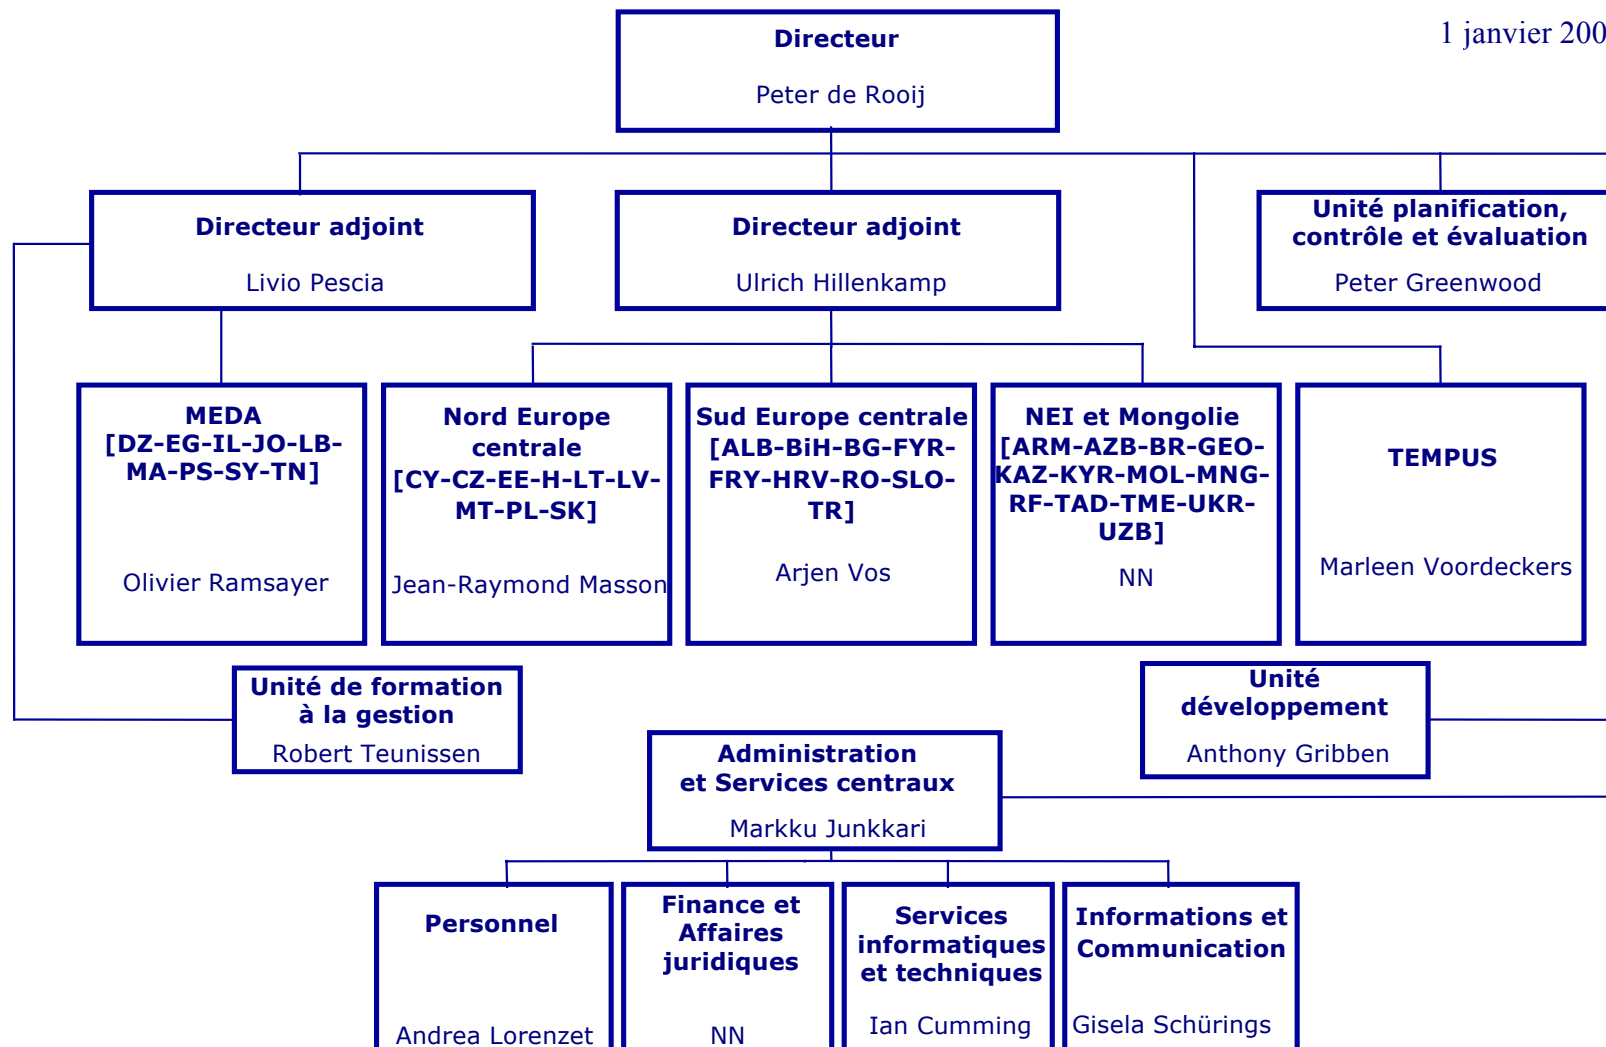 1 janvier 200
Directeur
Peter de Rooij
Directeur adjoint
Livio Pescia
Directeur adjoint
Ulrich Hillenkamp
Unité planification,
contrôle et évaluation
Peter Greenwood
MEDA
[DZ-EG-IL-JO-LB-
MA-PS-SY-TN]
Olivier Ramsayer
Nord Europe
centrale
[CY-CZ-EE-H-LT-LV-
MT-PL-SK]
Jean-Raymond Masson
Sud Europe centrale
[ALB-BiH-BG-FYR-
FRY-HRV-RO-SLO-
TR]
Arjen Vos
NEI et Mongolie
[ARM-AZB-BR-GEO-
KAZ-KYR-MOL-MNG-
RF-TAD-TME-UKR-
UZB]
NN
TEMPUS
Marleen Voordeckers
Unité de formation
à la gestion
Robert Teunissen
Unité
développement
Anthony Gribben
Administration
et Services centraux
Markku Junkkari
Personnel
Andrea Lorenzet
Finance et
Affaires
juridiques
NN
Services
informatiques
et techniques
Ian Cumming
Informations et
Communication
Gisela Schürings